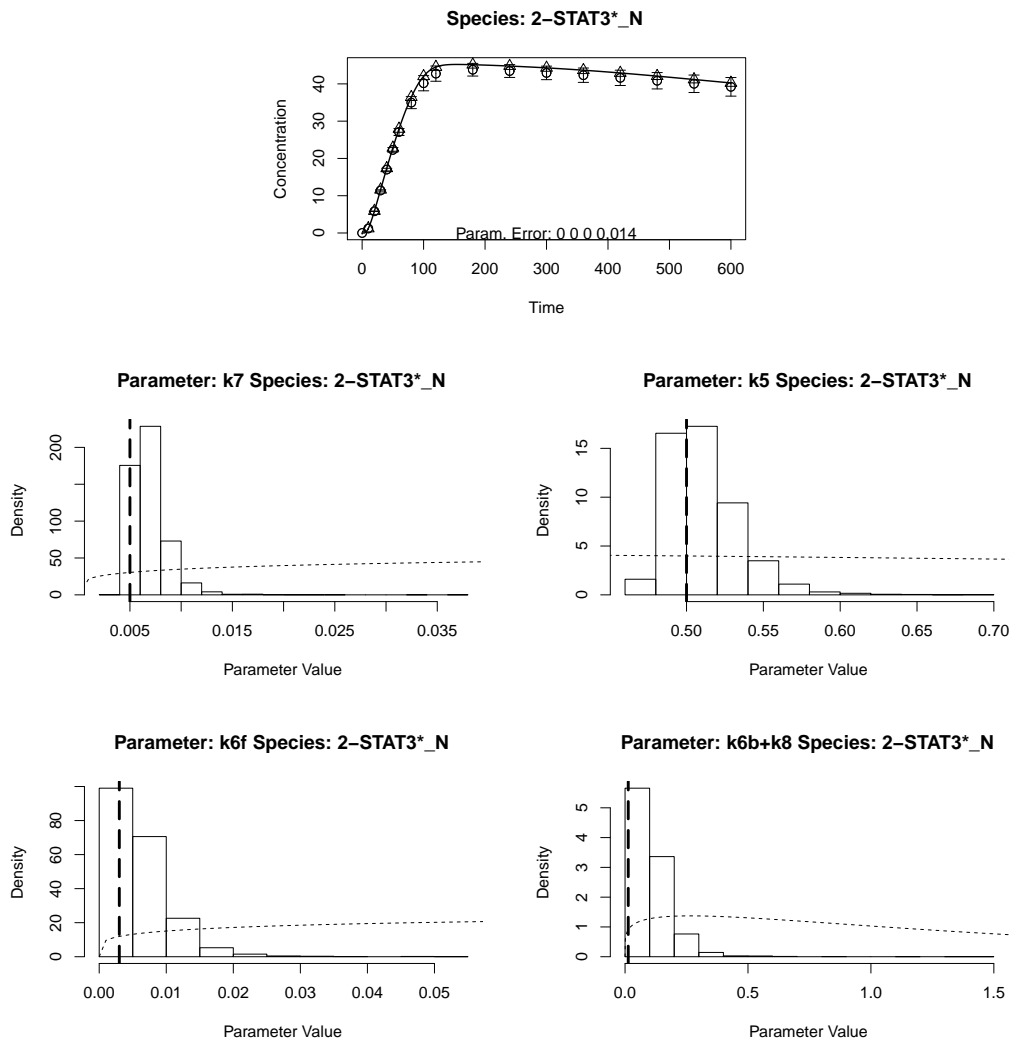 Species: 2−STAT3*_N
Concentration
0 10 20 30 40
Param. Error: 0 0 0 0.014
0 100 200 300 400 500 600
Time
Parameter: k7 Species: 2−STAT3*_N
Density
0 50 100 200
0.005 0.015 0.025 0.035
Parameter Value
Parameter: k5 Species: 2−STAT3*_N
Density
0 5 10 15
0.50 0.55 0.60 0.65 0.70
Parameter Value
Parameter: k6f Species: 2−STAT3*_N
Density
0 20 40 60 80
0.00 0.01 0.02 0.03 0.04 0.05
Parameter Value
Parameter: k6b+k8 Species: 2−STAT3*_N
Density
0 1 2 3 4 5
0.0 0.5 1.0 1.5
Parameter Value